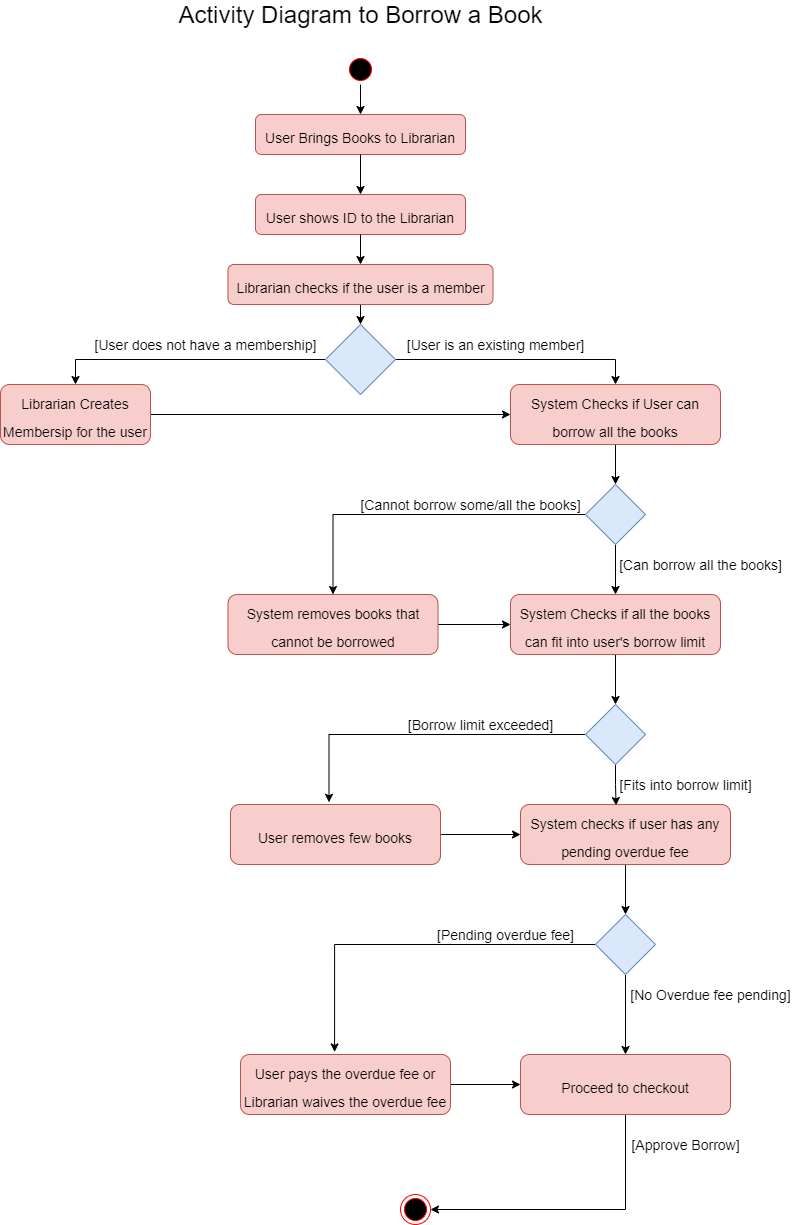 Activity Diagram to Borrow a Book
User Brings Books to Librarian
User shows ID to the Librarian
Librarian checks if the user is a member
[User does not have a membership]
[User is an existing member]
Librarian Creates
Membersip for the user
System Checks if User can
borrow all the books
[Cannot borrow some/all the books]
[Can borrow all the books]
System removes books that
cannot be borrowed
System Checks if all the books
can fit into user's borrow limit
[Borrow limit exceeded]
[Fits into borrow limit]
User removes few books
System checks if user has any
pending overdue fee
[Pending overdue fee]
[No Overdue fee pending]
User pays the overdue fee or
Librarian waives the overdue fee
Proceed to checkout
[Approve Borrow]